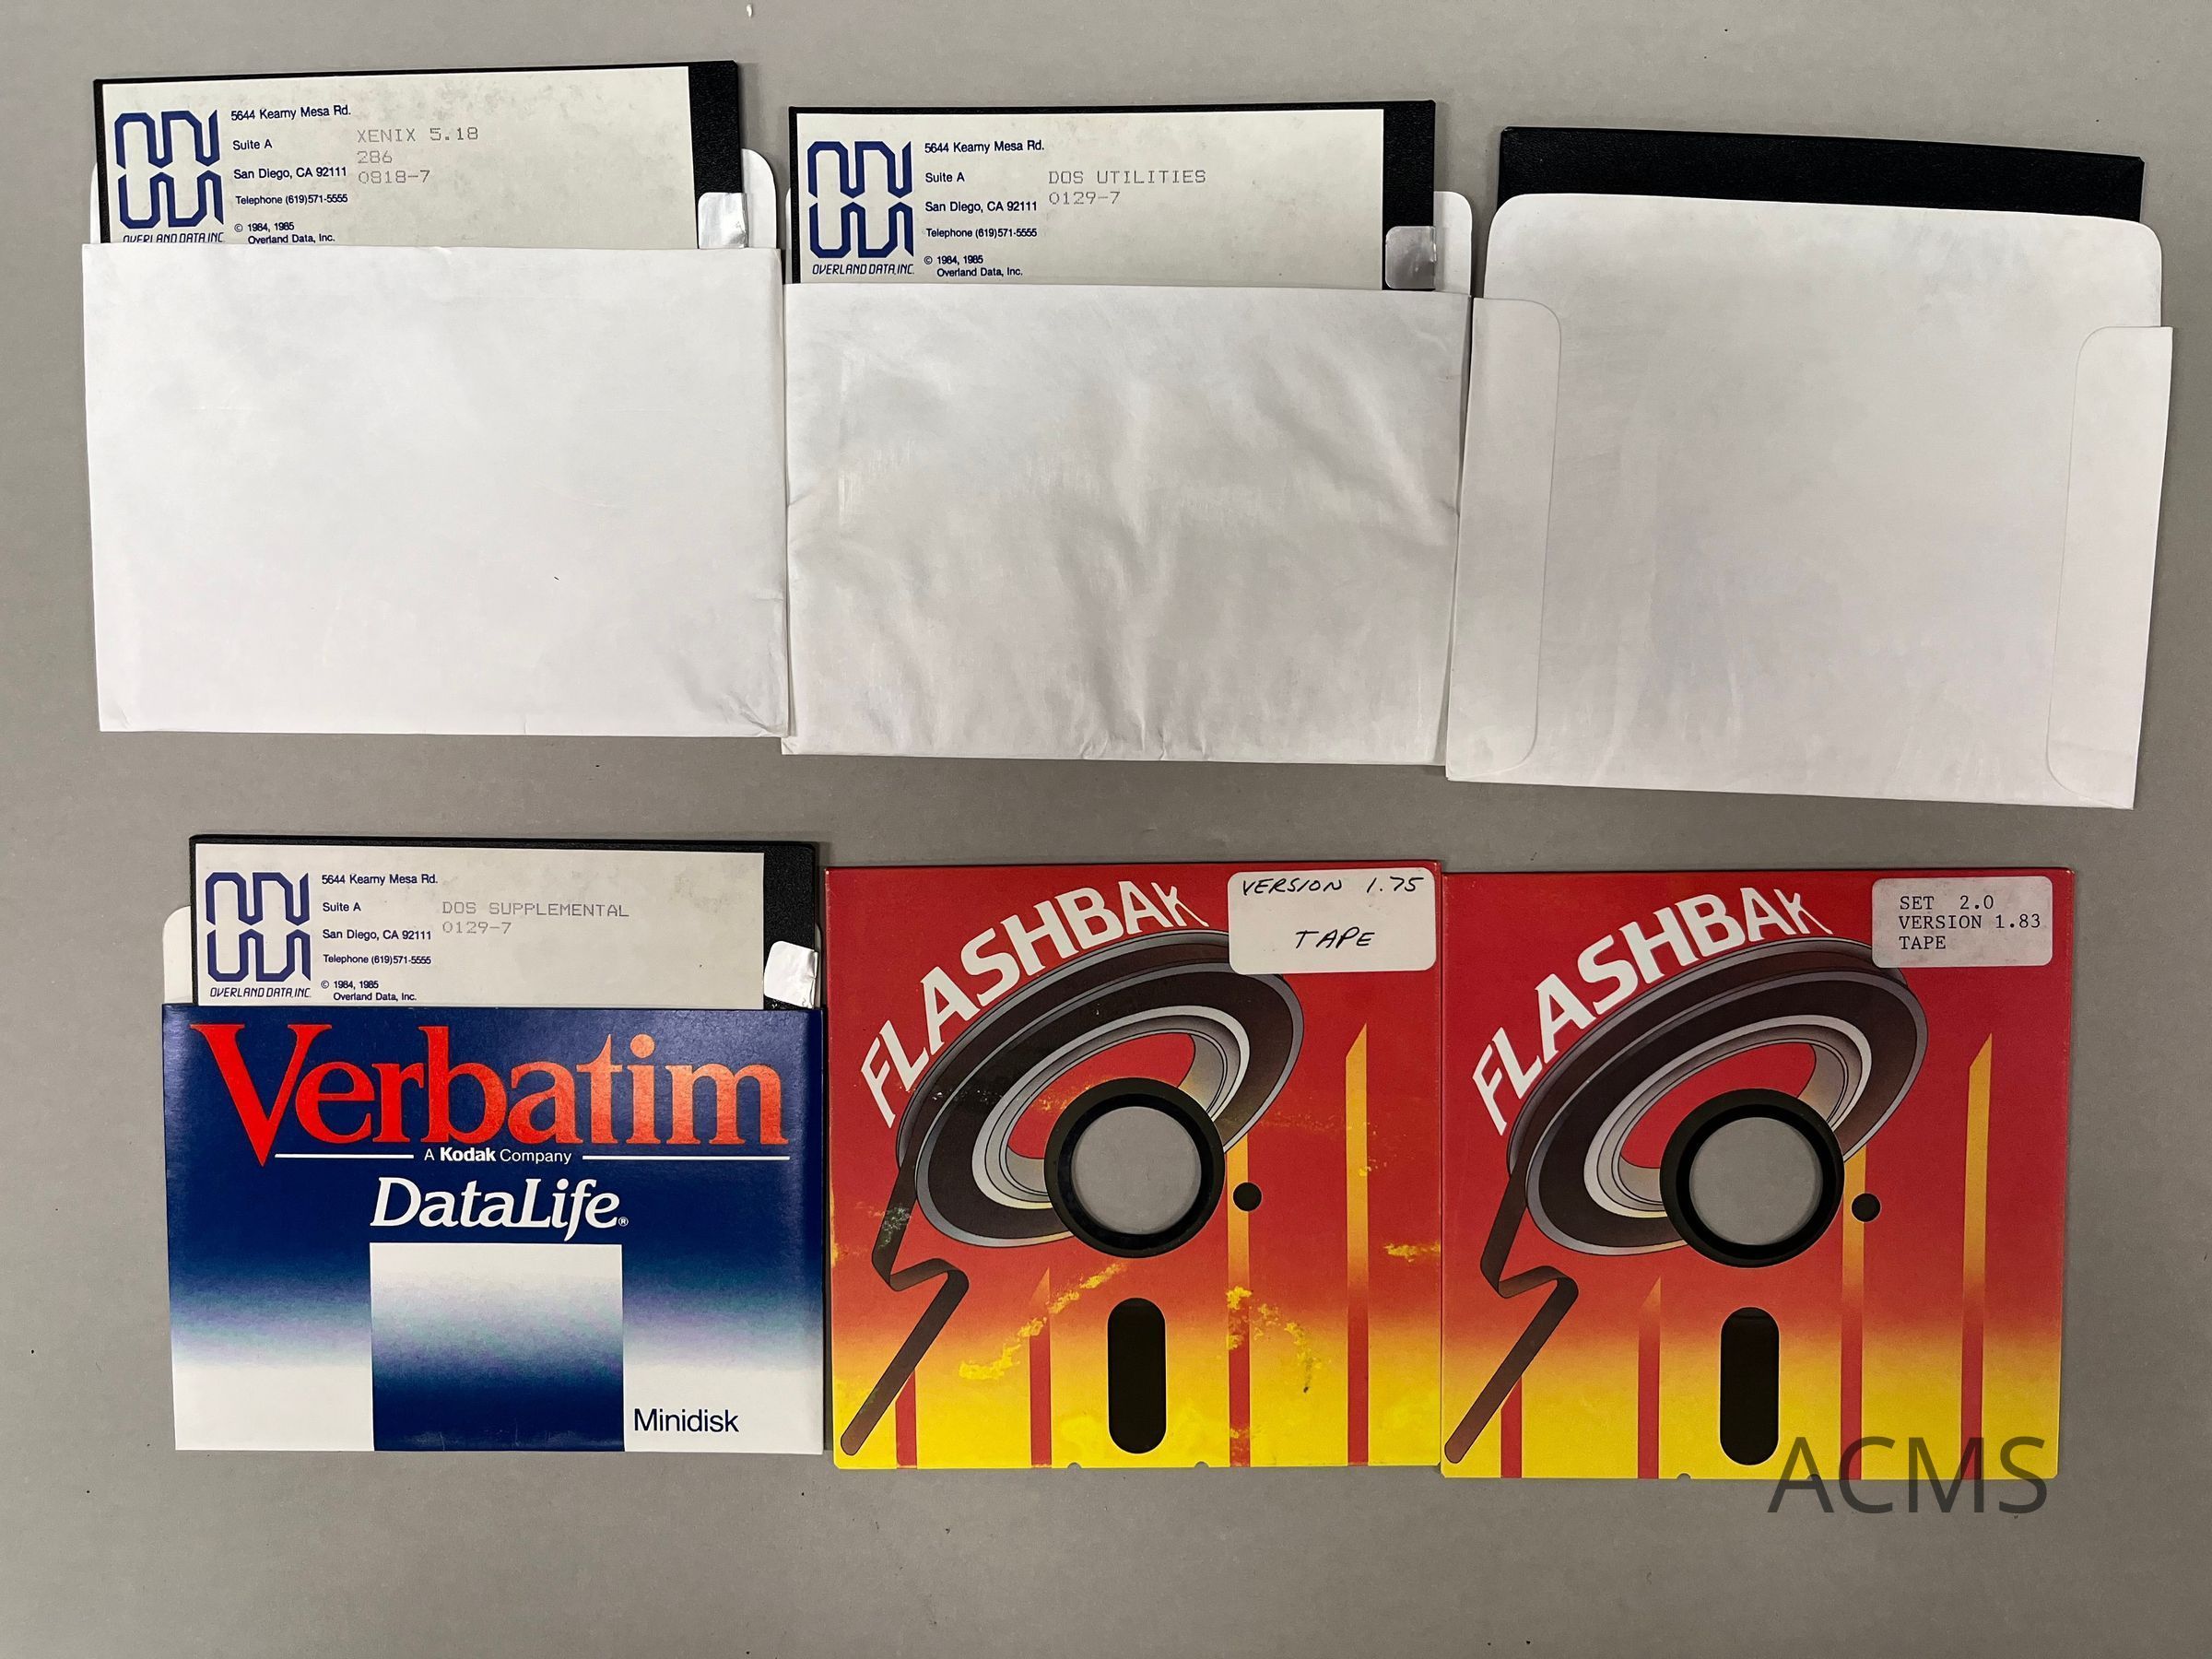 5644 Kearny Mesa Rd.
Suite A
San Diego, CA 92111
Telephone (619)571-5555
© 1984, 1985
Overland Data, Inc.
ODI
OVERLAND DATA, INC.
XENIX 5.18
286
0818-7
5644 Kearny Mesa Rd.
Suite A
San Diego, CA 92111
Telephone (619)571-5555
© 1984, 1985
Overland Data, Inc.
ODI
OVERLAND DATA, INC.
DOS UTILITIES
0129-7
5644 Kearny Mesa Rd.
Suite A
San Diego, CA 92111
Telephone (619)571-5555
© 1984, 1985
Overland Data, Inc.
ODI
OVERLAND DATA, INC.
DOS SUPPLEMENTAL
0129-7
Verbatim
A Kodak Company
DataLife®
Minidisk
FLASHBAK
VERSION 1.75
TAPE
FLASHBAK
SET 2.0
VERSION 1.83
TAPE
ACMS